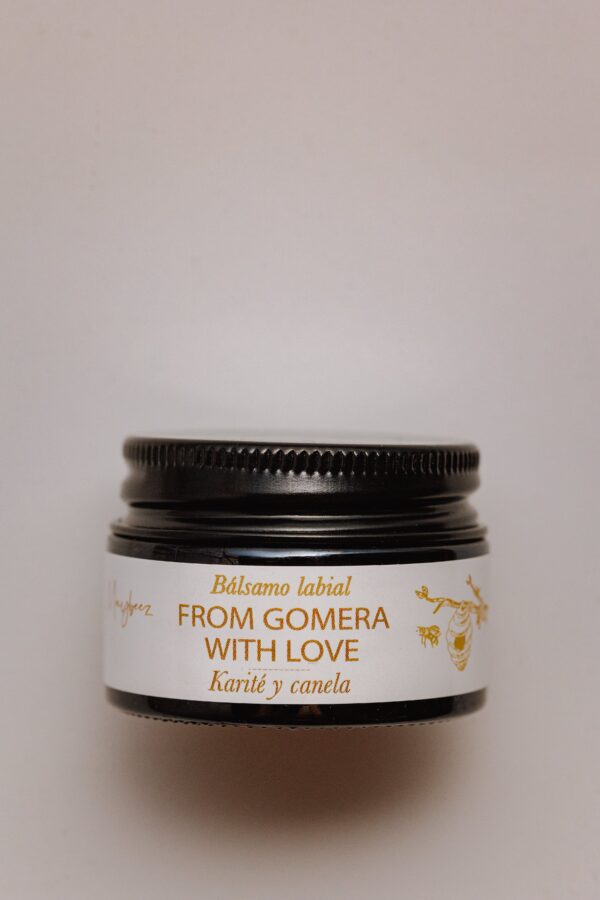 Bálsamo labial
FROM GOMERA
WITH LOVE
Karité y canela